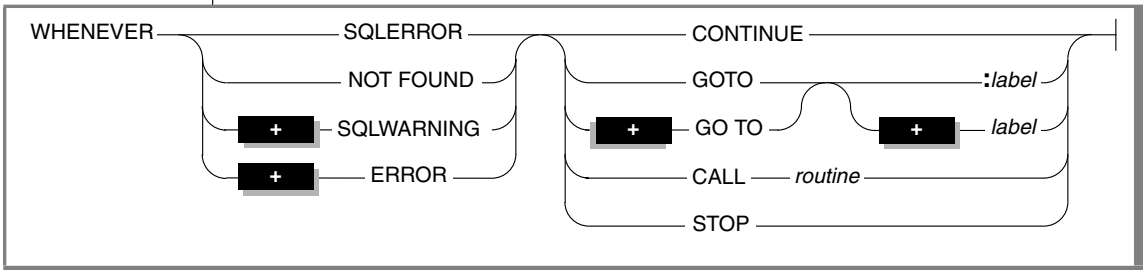 WHENEVER SQLERROR CONTINUE
NOT FOUND GOTO :label
+ SQLWARNING + GO TO + label
+ ERROR CALL routine
STOP